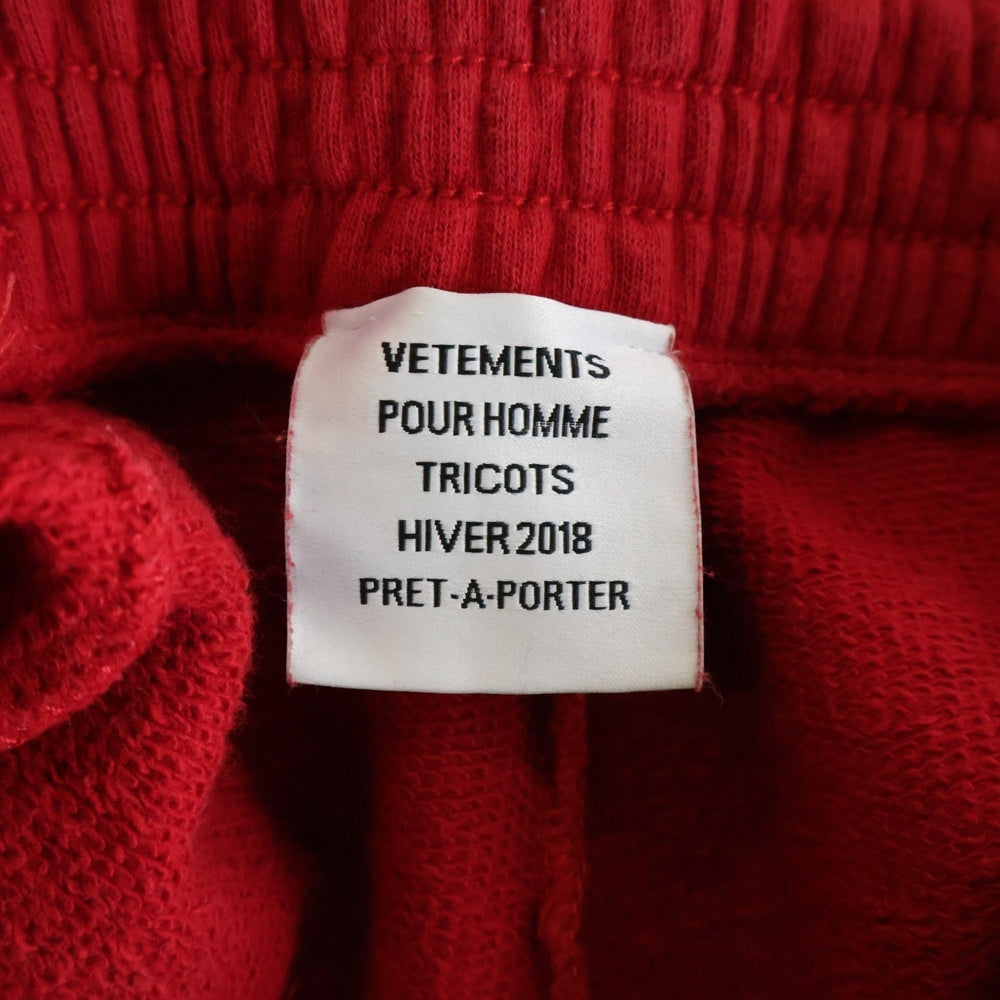 VETEMENTS
POUR HOMME
TRICOTS
HIVER 2018
PRET-A-PORTER